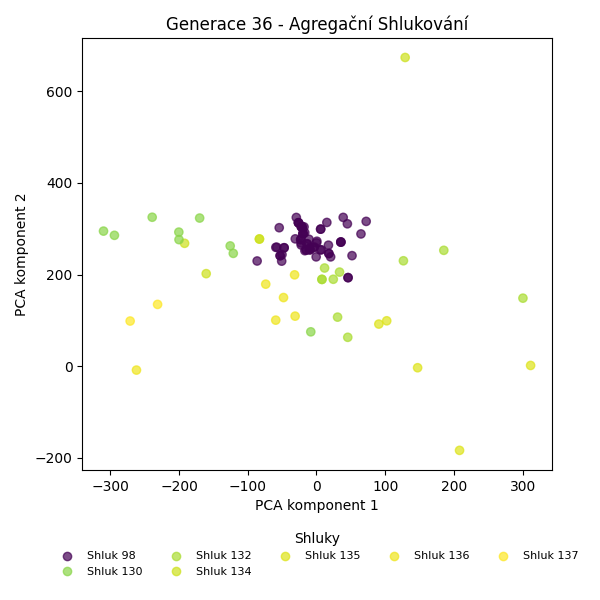 Generace 36 - Agregační Shlukování
PCA komponent 2
600
400
200
0
−200
−300 −200 −100 0 100 200 300
PCA komponent 1
Shluky
Shluk 98 Shluk 132 Shluk 135 Shluk 136 Shluk 137
Shluk 130 Shluk 134